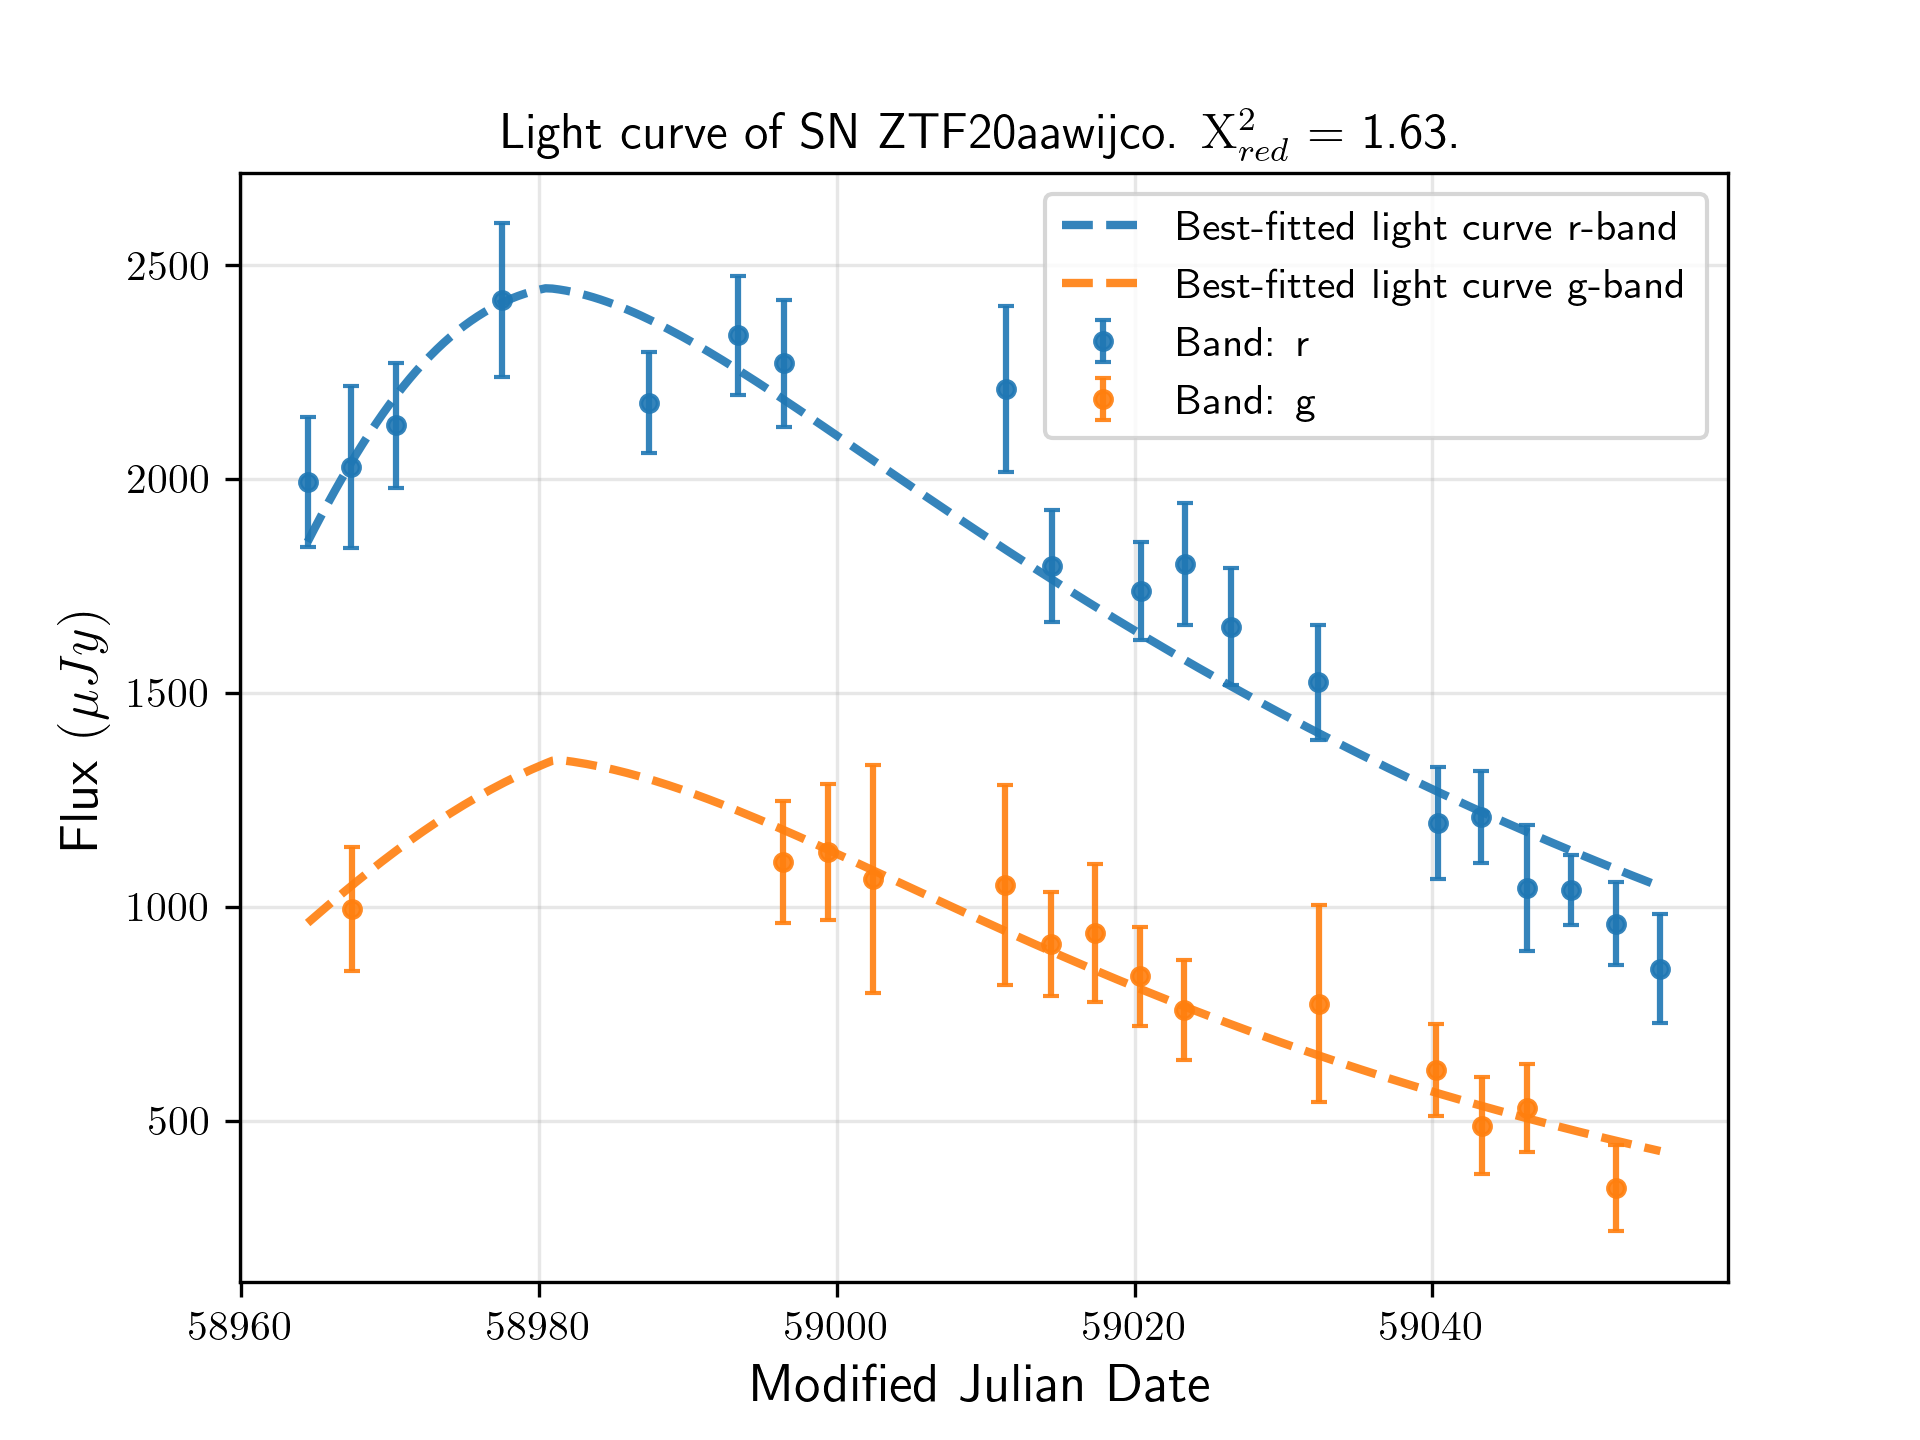 Light curve of SN ZTF20aawijco. X²_red = 1.63.
Best-fitted light curve r-band
Best-fitted light curve g-band
Band: r
Band: g
2500
2000
1500
1000
500
Flux (μJy)
58960 58980 59000 59020 59040
Modified Julian Date